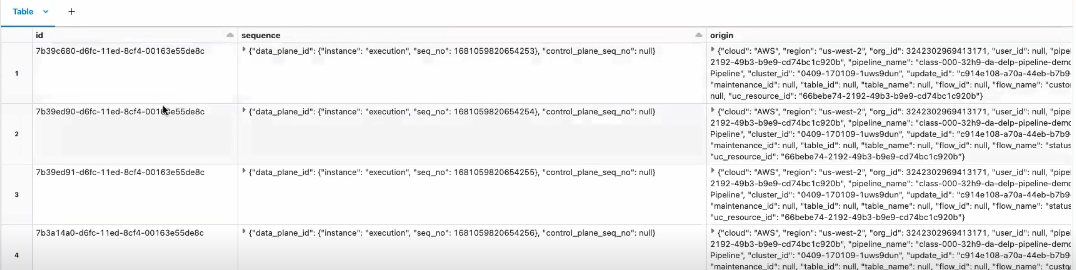 Table +
id sequence origin
7b39c680-d6fc-11ed-8cf4-00163e55de8c {"data_plane_id": {"instance": "execution", "seq_no": 1681059820654253}, "control_plane_seq_no": null} {"cloud": "AWS", "region": "us-west-2", "org_id": 3242302969413171, "user_id": null, "pipe
2192-49b3-b9e9-cd74bc1c920b", "pipeline_name": "class-000-32h9-da-delp-pipeline-demo
1 Pipeline", "cluster_id": "0409-170109-1uws9dun", "update_id": "c914e108-a70a-44eb-b7b9-
"maintenance_id": null, "table_id": null, "table_name": null, "flow_id": null, "flow_name": "custo
null, "uc_resource_id": "66bebe74-2192-49b3-b9e9-cd74bc1c920b"}
7b39ed90-d6fc-11ed-8cf4-00163e55de8c {"data_plane_id": {"instance": "execution", "seq_no": 1681059820654254}, "control_plane_seq_no": null} {"cloud": "AWS", "region": "us-west-2", "org_id": 3242302969413171, "user_id": null, "pipe
2192-49b3-b9e9-cd74bc1c920b", "pipeline_name": "class-000-32h9-da-delp-pipeline-demo
2 Pipeline", "cluster_id": "0409-170109-1uws9dun", "update_id": "c914e108-a70a-44eb-b7b9-
"maintenance_id": null, "table_id": null, "table_name": null, "flow_id": null, "flow_name": "status
"uc_resource_id": "66bebe74-2192-49b3-b9e9-cd74bc1c920b"}
7b39ed91-d6fc-11ed-8cf4-00163e55de8c {"data_plane_id": {"instance": "execution", "seq_no": 1681059820654255}, "control_plane_seq_no": null} {"cloud": "AWS", "region": "us-west-2", "org_id": 3242302969413171, "user_id": null, "pipe
2192-49b3-b9e9-cd74bc1c920b", "pipeline_name": "class-000-32h9-da-delp-pipeline-demo
3 Pipeline", "cluster_id": "0409-170109-1uws9dun", "update_id": "c914e108-a70a-44eb-b7b9-
"maintenance_id": null, "table_id": null, "table_name": null, "flow_id": null, "flow_name": "status
"uc_resource_id": "66bebe74-2192-49b3-b9e9-cd74bc1c920b"}
7b3a14a0-d6fc-11ed-8cf4-00163e55de8c {"data_plane_id": {"instance": "execution", "seq_no": 1681059820654256}, "control_plane_seq_no": null} {"cloud": "AWS", "region": "us-west-2", "org_id": 3242302969413171, "user_id": null, "pipe
2192-49b3-b9e9-cd74bc1c920b", "pipeline_name": "class-000-32h9-da-delp-pipeline-demo
4 Pipeline", "cluster_id": "0409-170109-1uws9dun", "update_id": "c914e108-a70a-44eb-b7b9-
"maintenance_id": null, "table_id": null, "table_name": null, "flow_id": null, "flow_name": "custo